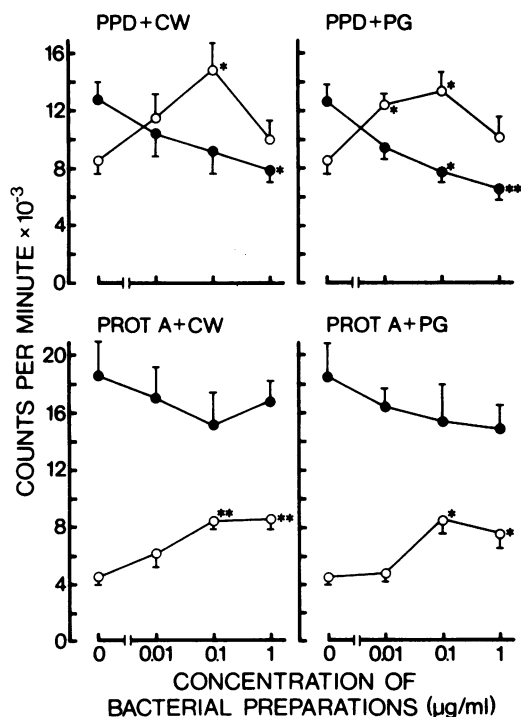 PPD+CW
PPD+PG
16
12
8
4
0
*
*
*
*
*
**
PROT A+CW
PROT A+PG
20
16
12
8
4
0
**
**
*
*
0 0.01 0.1 1
0 0.01 0.1 1
COUNTS PER MINUTE × 10⁻³
CONCENTRATION OF
BACTERIAL PREPARATIONS (µg/ml)